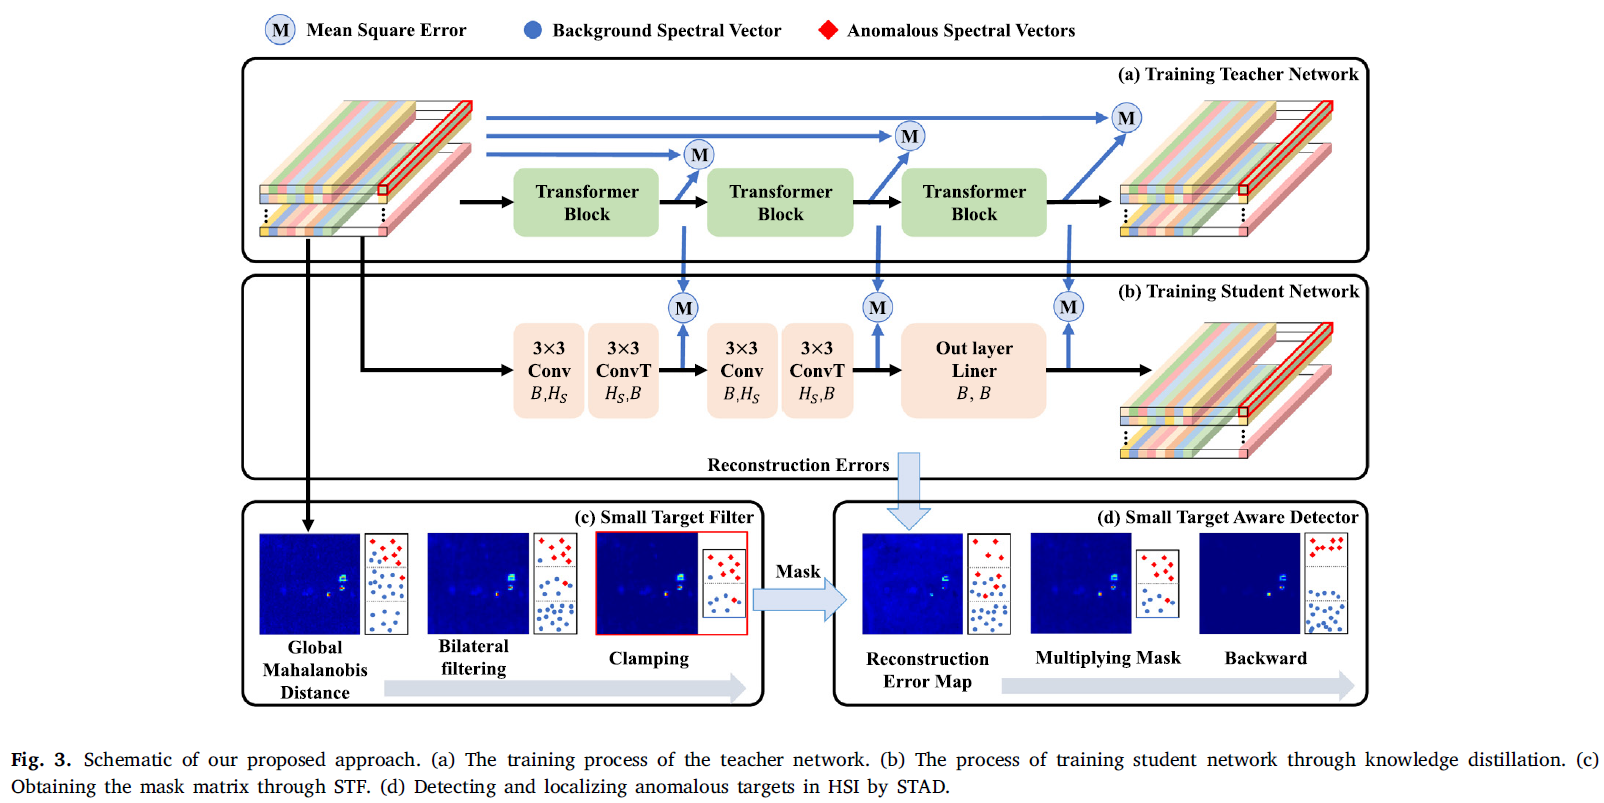 M Mean Square Error
Background Spectral Vector
Anomalous Spectral Vectors
(a) Training Teacher Network
M
M
M
Transformer
Block
Transformer
Block
Transformer
Block
(b) Training Student Network
M
M
M
3×3
Conv
B,H_S
3×3
ConvT
H_S,B
3×3
Conv
B,H_S
3×3
ConvT
H_S,B
Out layer
Liner
B, B
Reconstruction Errors
(c) Small Target Filter
Global
Mahalanobis
Distance
Bilateral
filtering
Clamping
Mask
(d) Small Target Aware Detector
Reconstruction
Error Map
Multiplying Mask
Backward
Fig. 3. Schematic of our proposed approach. (a) The training process of the teacher network. (b) The process of training student network through knowledge distillation. (c)
Obtaining the mask matrix through STF. (d) Detecting and localizing anomalous targets in HSI by STAD.